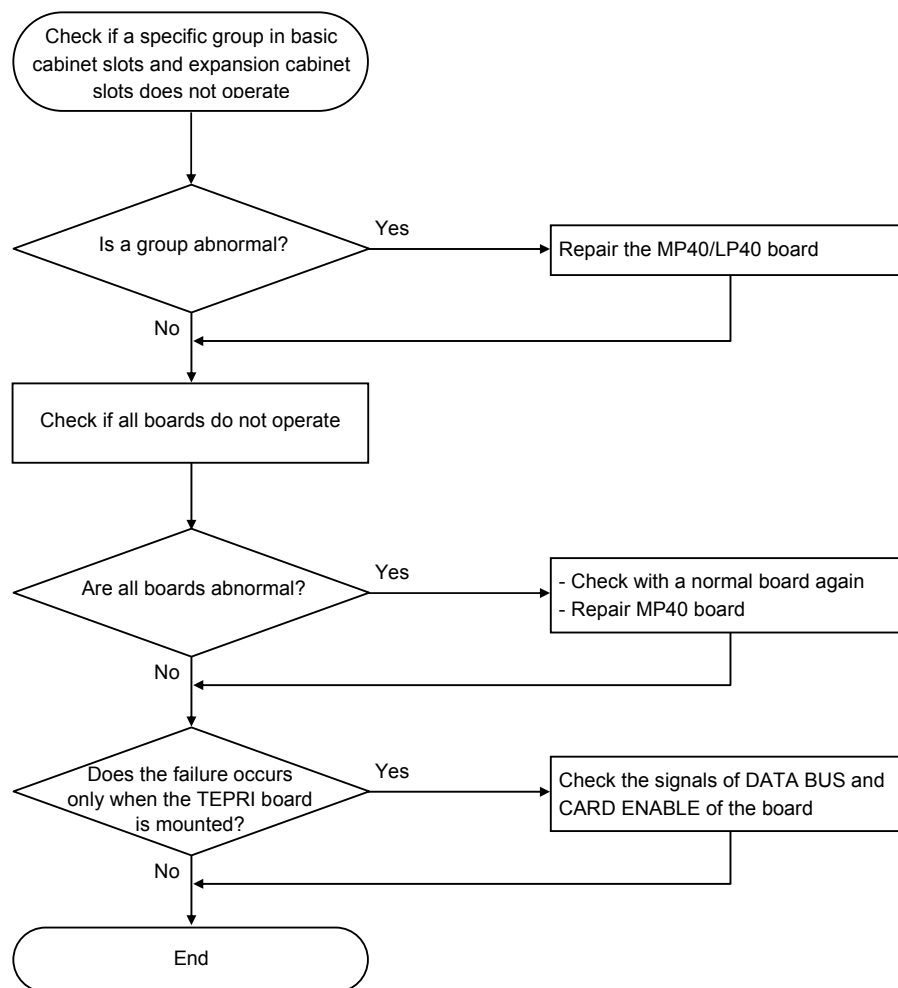 Check if a specific group in basic
cabinet slots and expansion cabinet
slots does not operate
Is a group abnormal?
Yes
Repair the MP40/LP40 board
No
Check if all boards do not operate
Are all boards abnormal?
Yes
- Check with a normal board again
- Repair MP40 board
No
Does the failure occurs
only when the TEPRI board
is mounted?
Yes
Check the signals of DATA BUS and
CARD ENABLE of the board
No
End